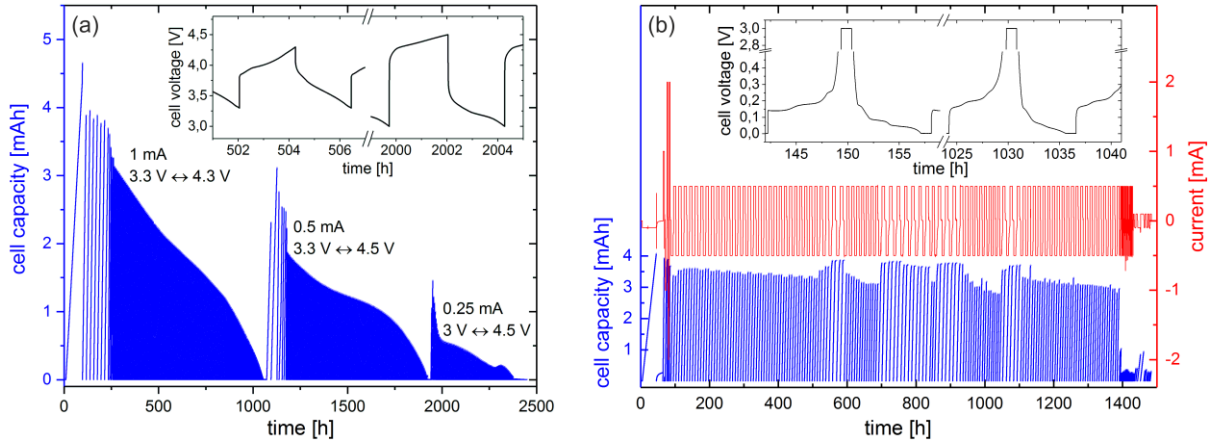 (a)
cell capacity [mAh]
5
4
3
2
1
0
0 500 1000 1500 2000 2500
time [h]
1 mA
3.3 V ↔ 4.3 V
0.5 mA
3.3 V ↔ 4.5 V
0.25 mA
3 V ↔ 4.5 V
cell voltage [V]
4,5
4,0
3,5
3,0
502 504 506 2000 2002 2004
time [h]
(b)
cell voltage [V]
3,0
2,8
0,4
0,2
0,1
0,0
145 150 155 1025 1030 1035 1040
time [h]
cell capacity [mAh]
4
3
2
1
0 200 400 600 800 1000 1200 1400
time [h]
current [mA]
2
1
0
-1
-2